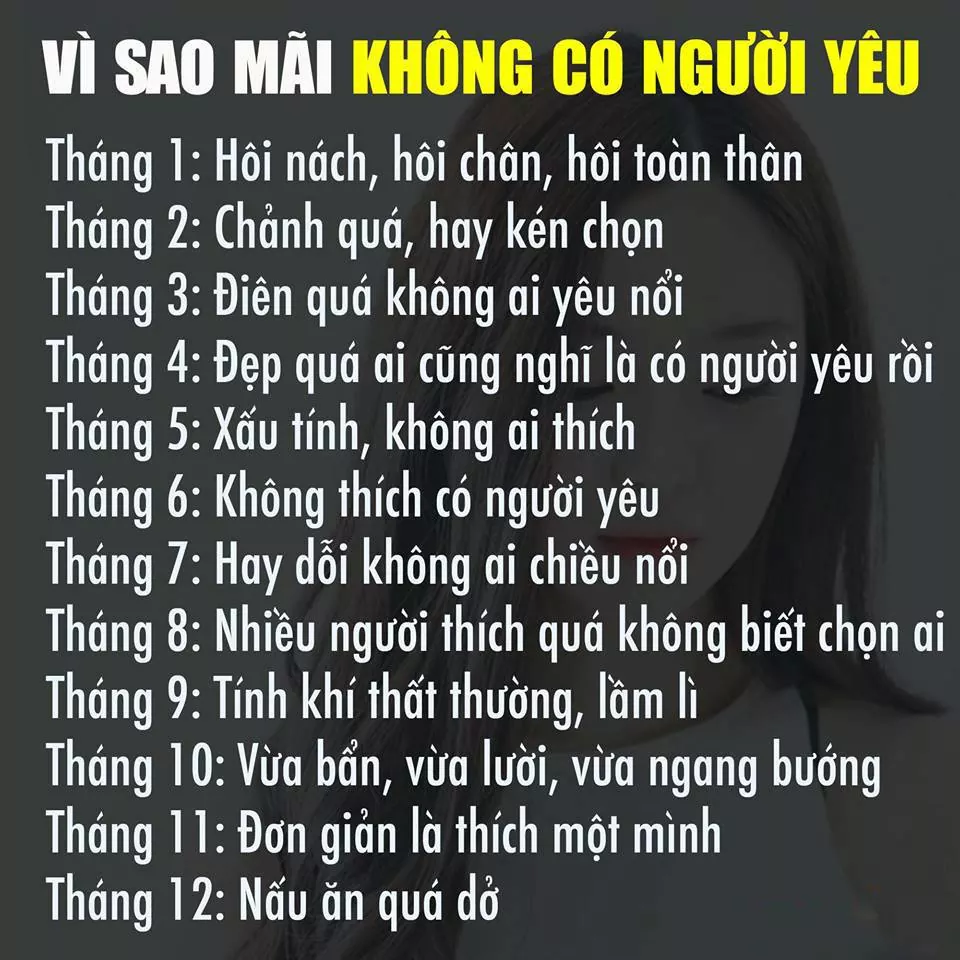 VÌ SAO MÃI KHÔNG CÓ NGƯỜI YÊU
Tháng 1: Hôi nách, hôi chân, hôi toàn thân
Tháng 2: Chảnh quá, hay kén chọn
Tháng 3: Điên quá không ai yêu nổi
Tháng 4: Đẹp quá ai cũng nghĩ là có người yêu rồi
Tháng 5: Xấu tính, không ai thích
Tháng 6: Không thích có người yêu
Tháng 7: Hay dỗi không ai chiều nổi
Tháng 8: Nhiều người thích quá không biết chọn ai
Tháng 9: Tính khí thất thường, lầm lì
Tháng 10: Vừa bẩn, vừa lười, vừa ngang bướng
Tháng 11: Đơn giản là thích một mình
Tháng 12: Nấu ăn quá dở